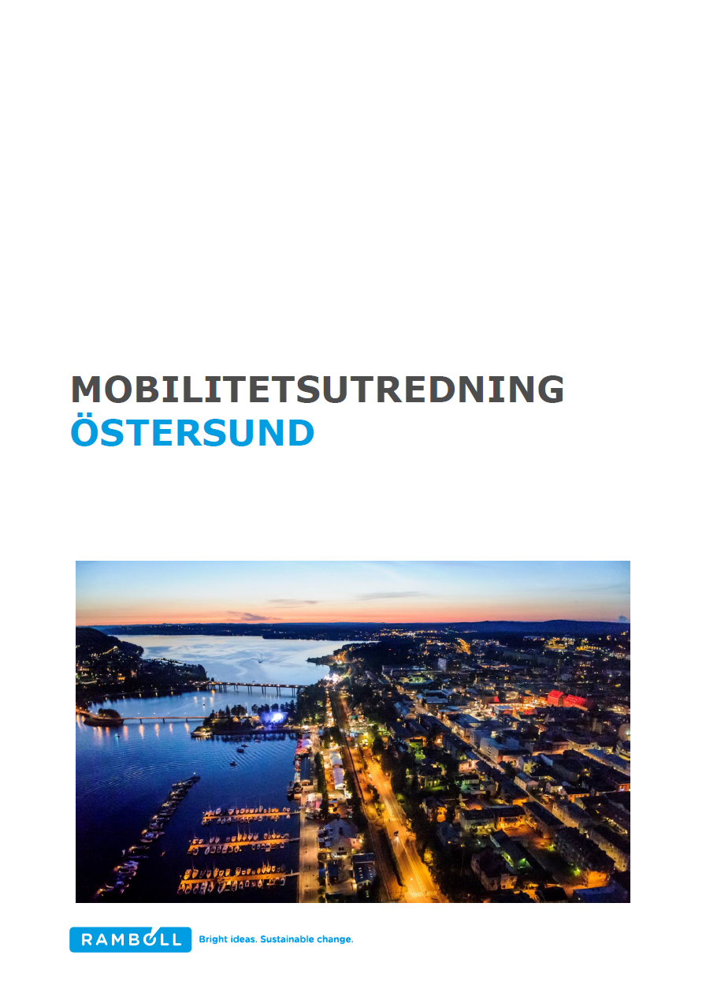 MOBILITETSUTREDNING
ÖSTERSUND
RAMBOLL Bright ideas. Sustainable change.